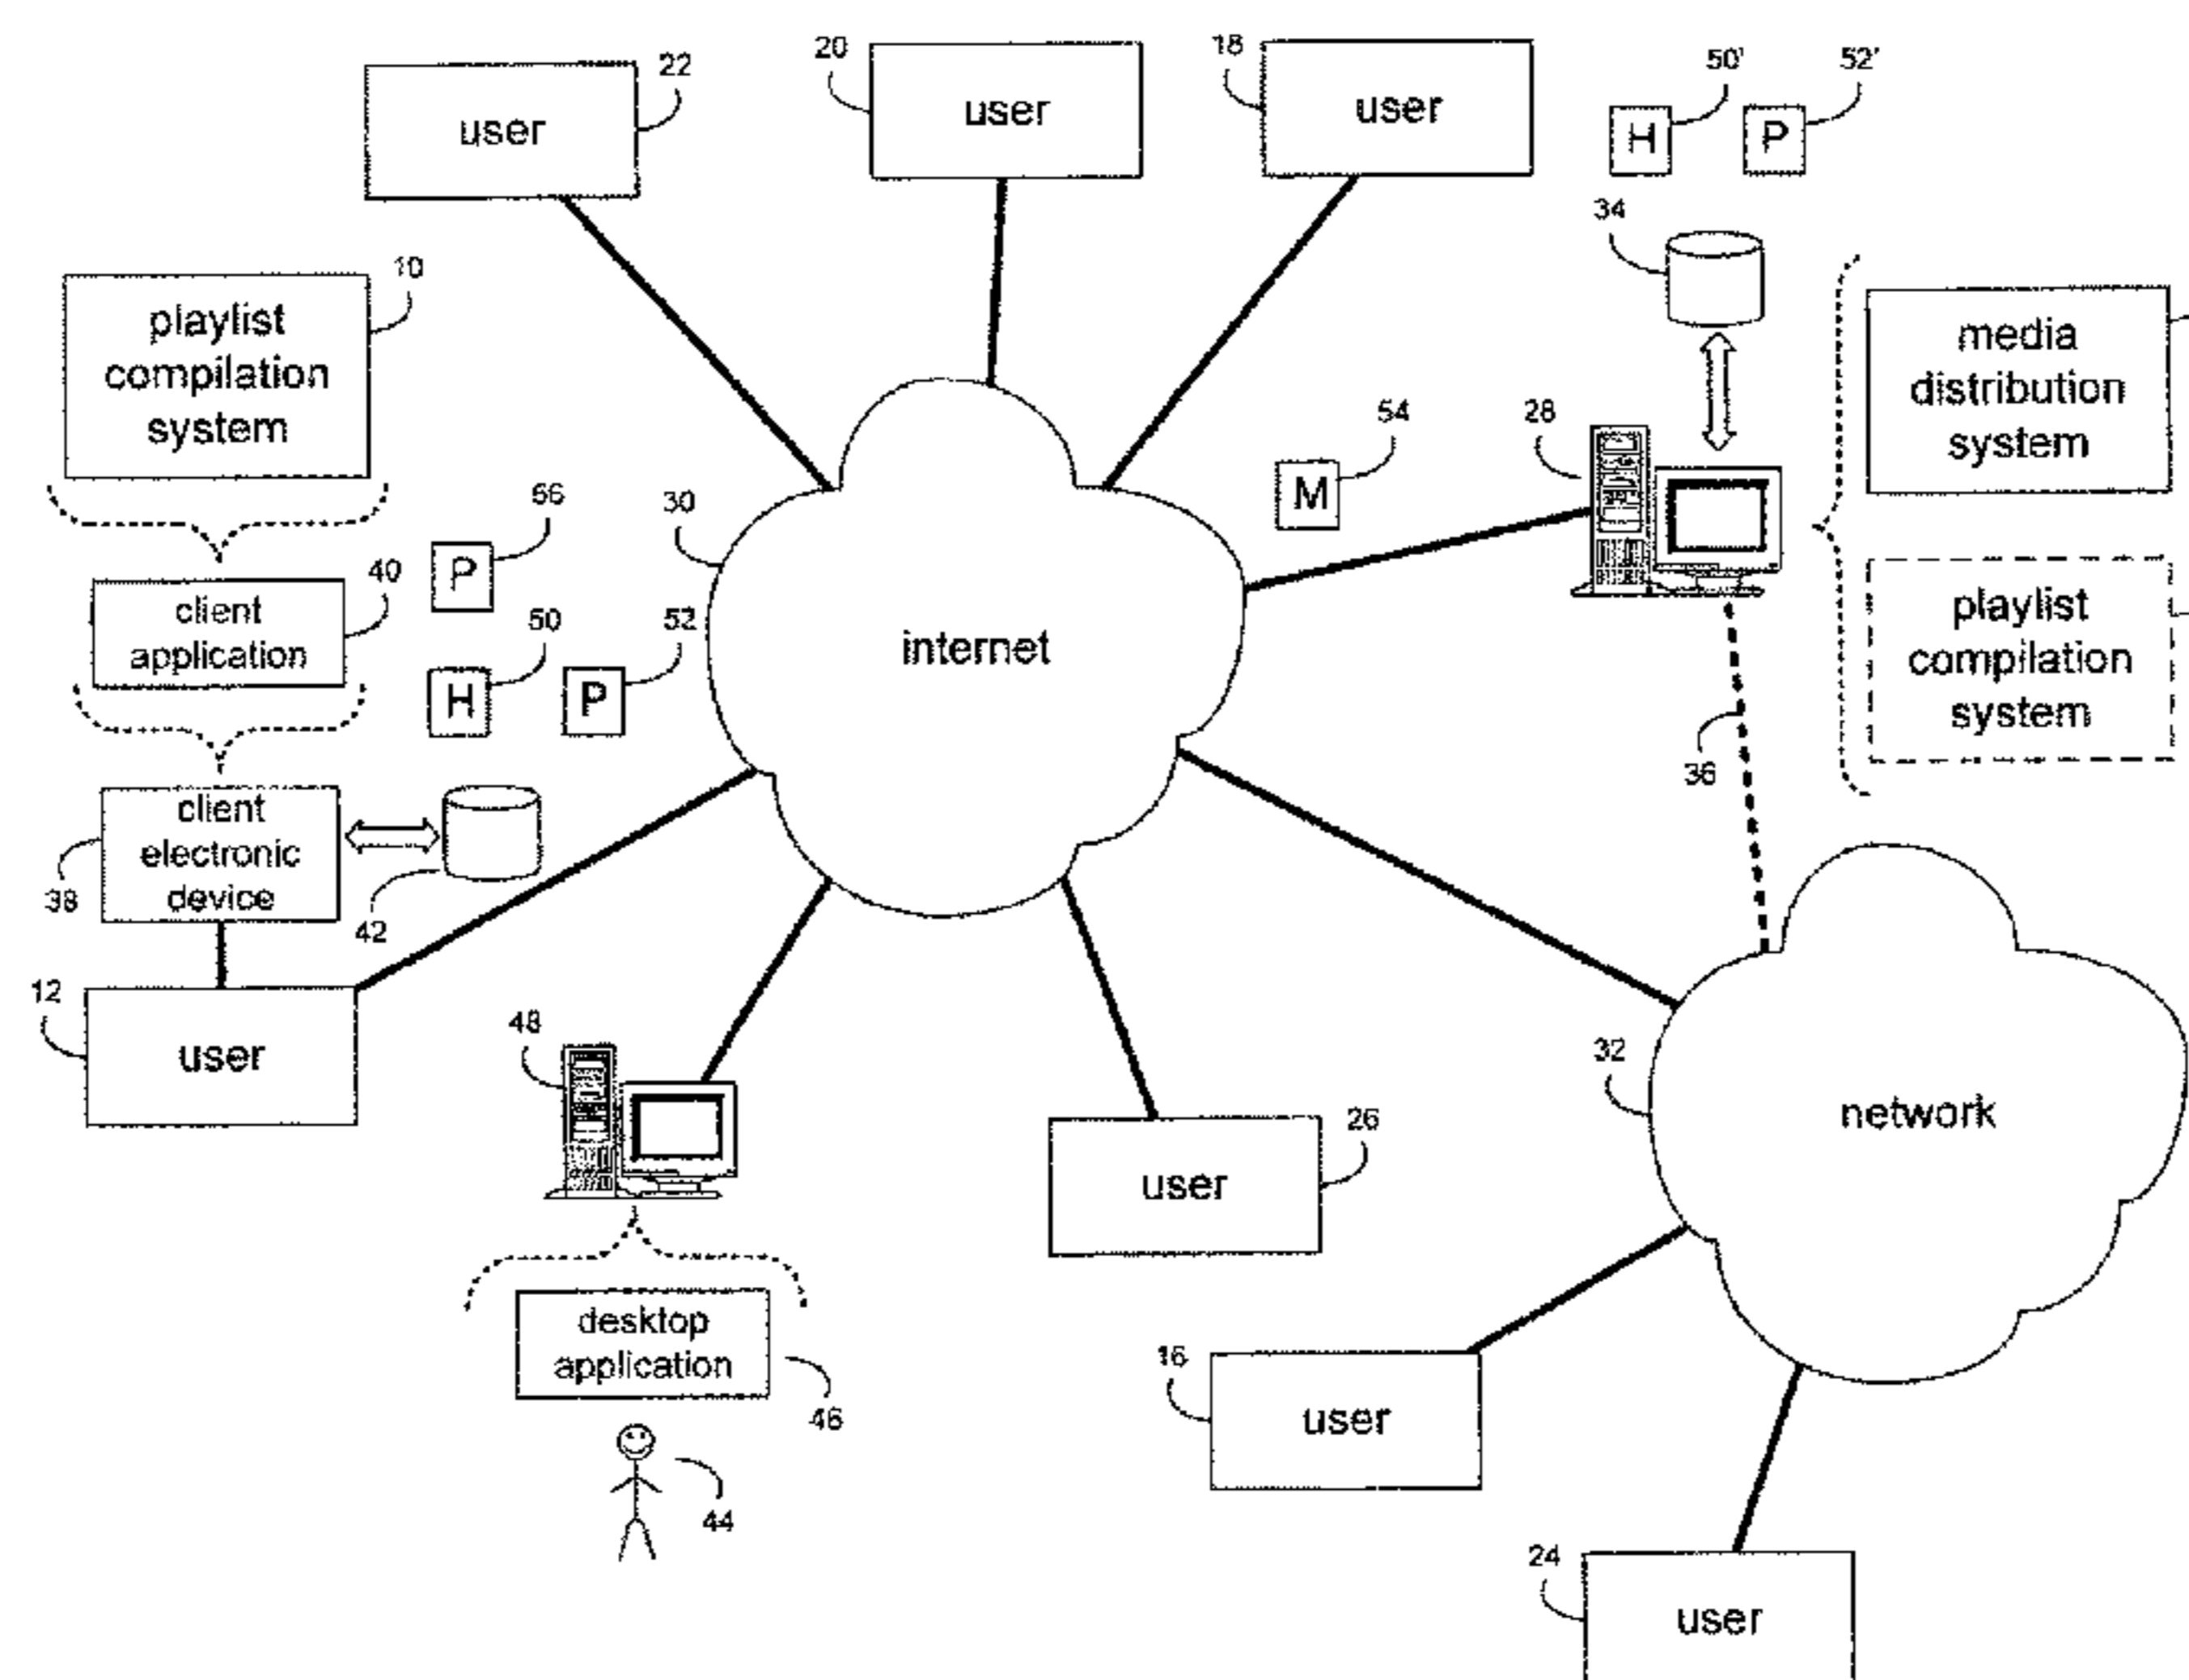 22
user
20
user
18
user
50'
H
52'
P
34
10
playlist
compilation
system
media
distribution
system
28
54
M
30
P
40
client
application
50
H
52
P
internet
playlist
compilation
system
36
client
electronic
device
38
42
12
user
48
26
user
32
network
desktop
application
46
44
16
user
24
user